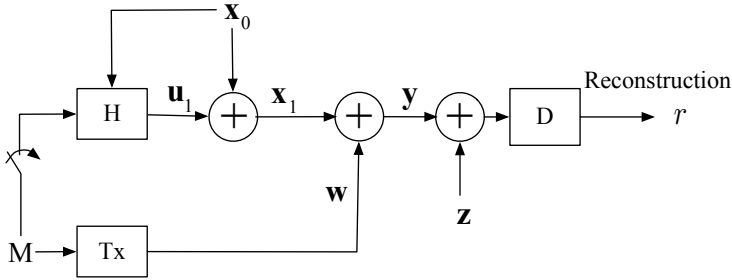 x0
H
u1
+
x1
+
y
+
D
Reconstruction
r
w
z
M
Tx